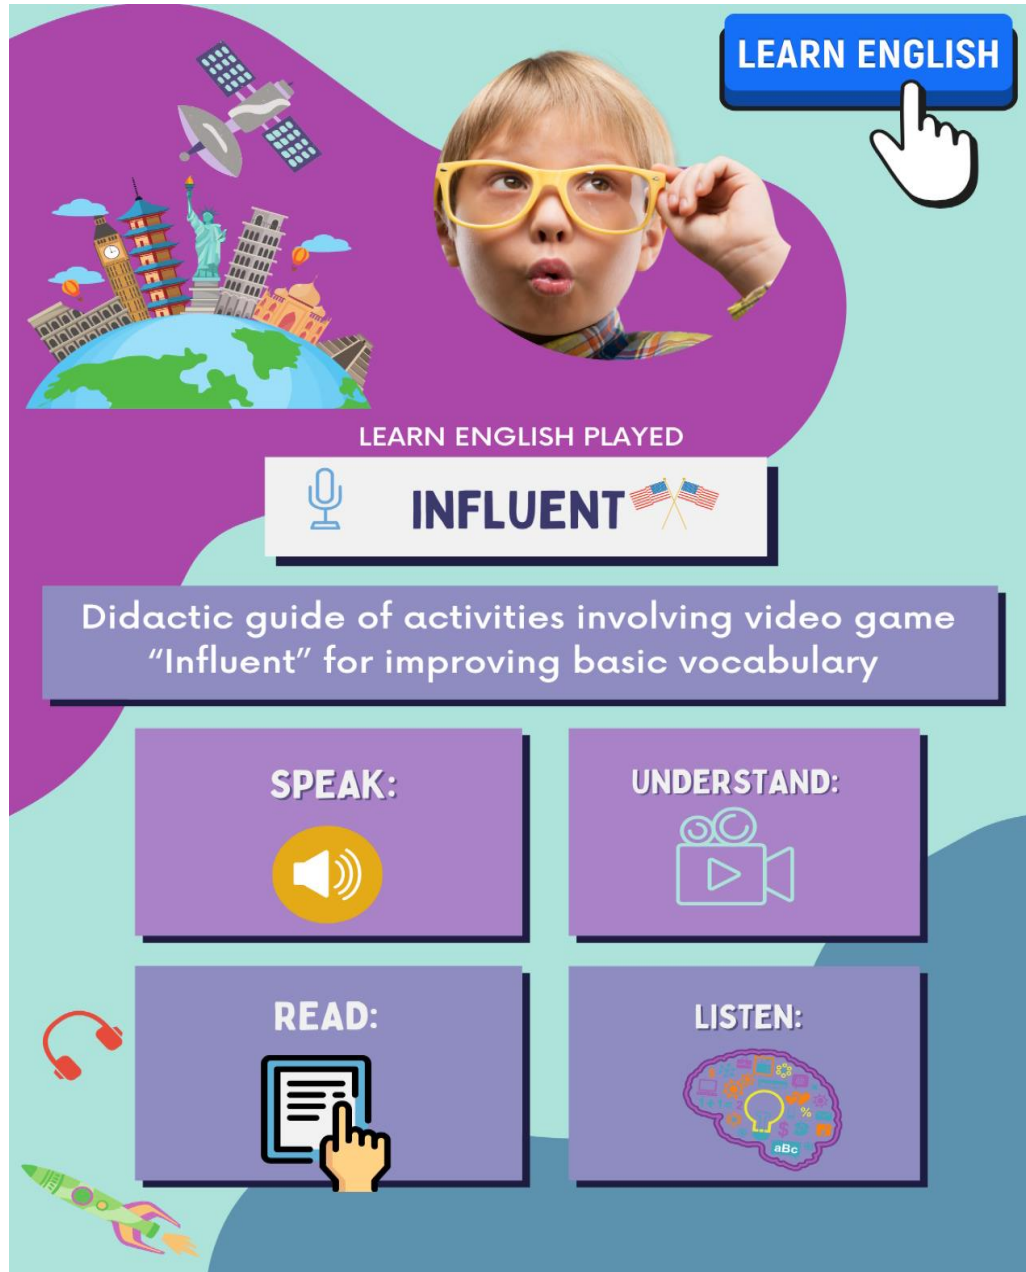 LEARN ENGLISH
LEARN ENGLISH PLAYED
INFLUENT
Didactic guide of activities involving video game
“Influent” for improving basic vocabulary
SPEAK:
UNDERSTAND:
READ:
LISTEN:
aBc